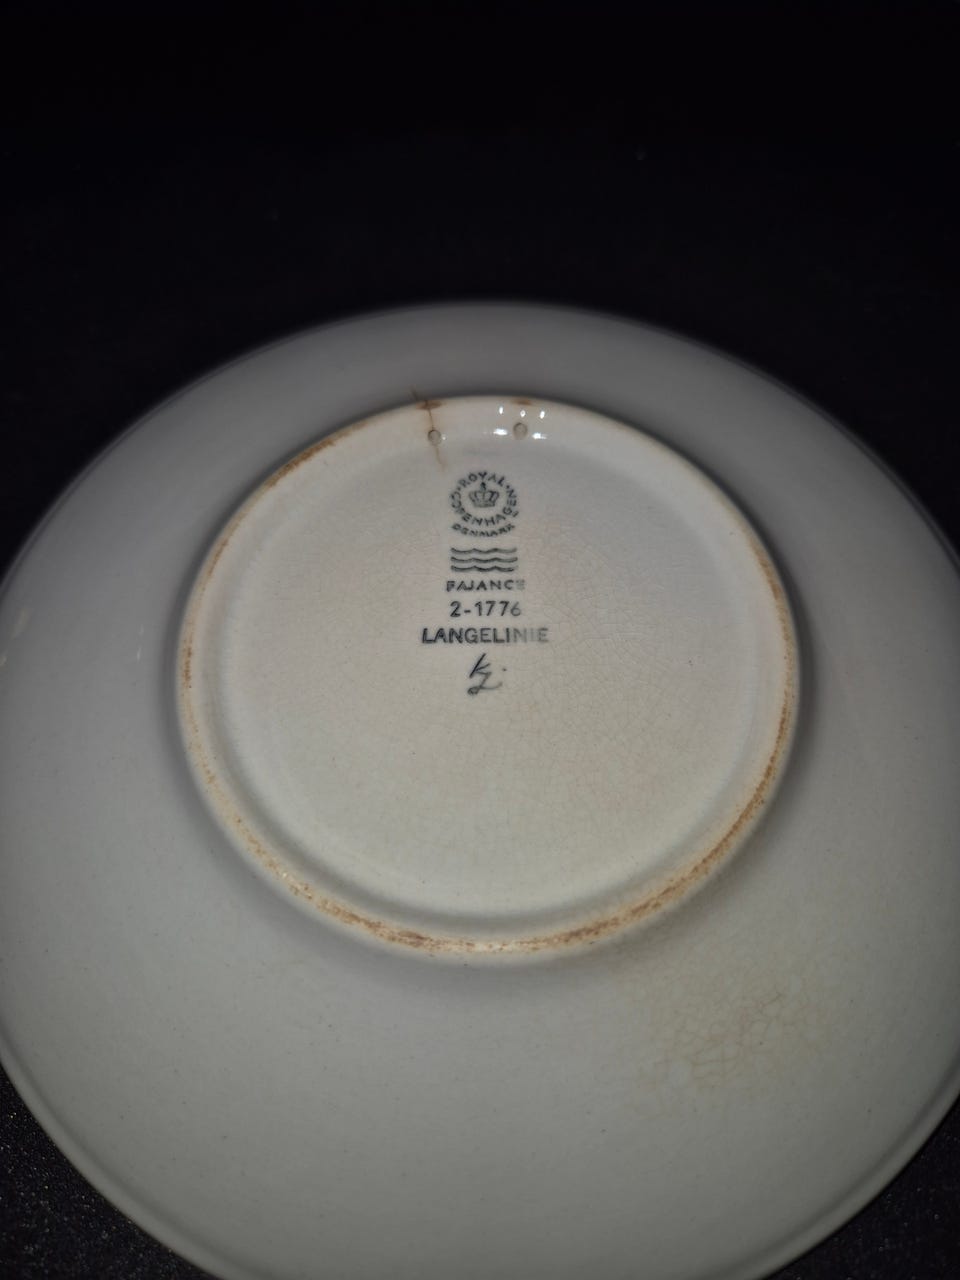 ROYAL COPENHAGEN
DENMARK
FAJANCE
2-1776
LANGELINIE